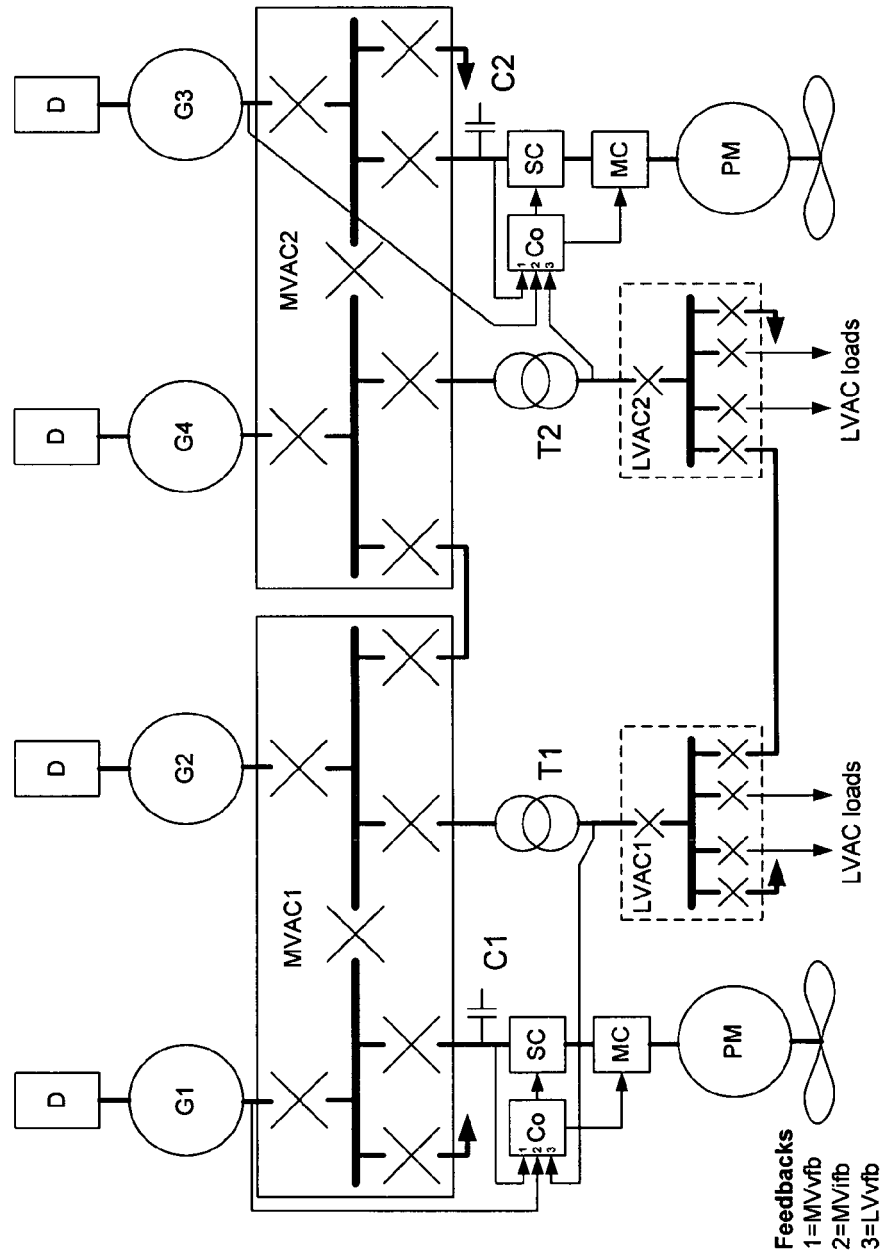 D
D
D
D
G1
G2
G4
G3
MVAC1
MVAC2
C1
C2
SC
SC
Co
1
2
3
Co
1
2
3
MC
MC
PM
PM
T1
T2
LVAC1
LVAC2
LVAC loads
LVAC loads
Feedbacks
1=MVvfb
2=MVifb
3=LVvfb